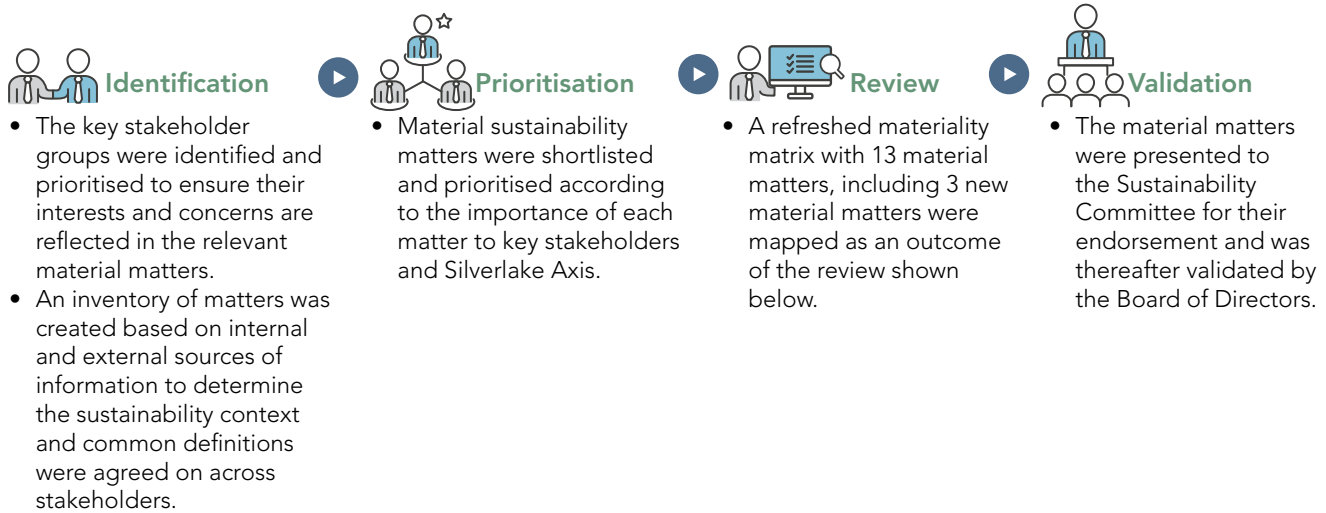 Identification
• The key stakeholder
groups were identified and
prioritised to ensure their
interests and concerns are
reflected in the relevant
material matters.
• An inventory of matters was
created based on internal
and external sources of
information to determine
the sustainability context
and common definitions
were agreed on across
stakeholders.
Prioritisation
• Material sustainability
matters were shortlisted
and prioritised according
to the importance of each
matter to key stakeholders
and Silverlake Axis.
Review
• A refreshed materiality
matrix with 13 material
matters, including 3 new
material matters were
mapped as an outcome
of the review shown
below.
Validation
• The material matters
were presented to
the Sustainability
Committee for their
endorsement and was
thereafter validated by
the Board of Directors.